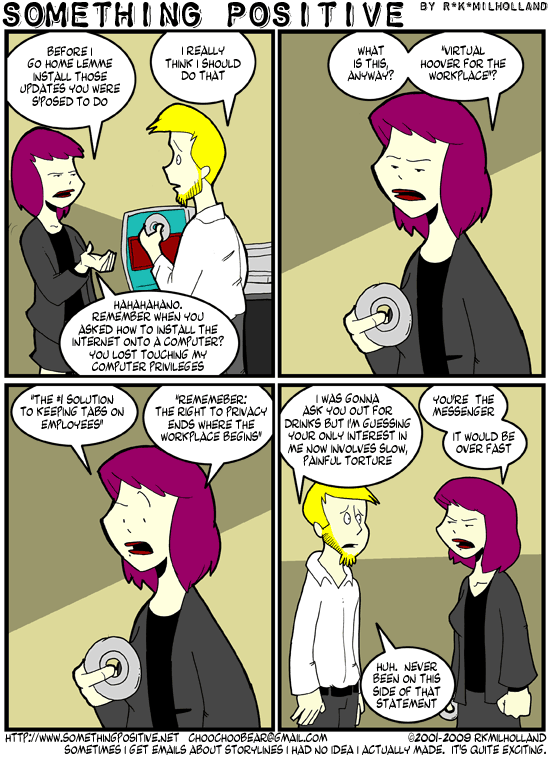 SOMETHING POSITIVE
BY R*K*MILHOLLAND
BEFORE I
GO HOME LEMME
INSTALL THOSE
UPDATES YOU WERE
S'POSED TO DO
I REALLY
THINK I SHOULD
DO THAT
HAHAHAHANO.
REMEMBER WHEN YOU
ASKED HOW TO INSTALL THE
INTERNET ONTO A COMPUTER?
YOU LOST TOUCHING MY
COMPUTER PRIVILEGES
WHAT
IS THIS,
ANYWAY?
"VIRTUAL
HOOVER FOR THE
WORKPLACE"?
"THE #1 SOLUTION
TO KEEPING TABS ON
EMPLOYEES"
"REMEMEBER:
THE RIGHT TO PRIVACY
ENDS WHERE THE
WORKPLACE BEGINS"
I WAS GONNA
ASK YOU OUT FOR
DRINKS BUT I'M GUESSING
YOUR ONLY INTEREST IN
ME NOW INVOLVES SLOW,
PAINFUL TORTURE
YOU'RE THE
MESSENGER
IT WOULD BE
OVER FAST
HUH. NEVER
BEEN ON THIS
SIDE OF THAT
STATEMENT
HTTP://WWW.SOMETHINGPOSITIVE.NET CHOOCHOOBEAR@GMAIL.COM
©2001-2009 RKMILHOLLAND
SOMETIMES I GET EMAILS ABOUT STORYLINES I HAD NO IDEA I ACTUALLY MADE. IT'S QUITE EXCITING.